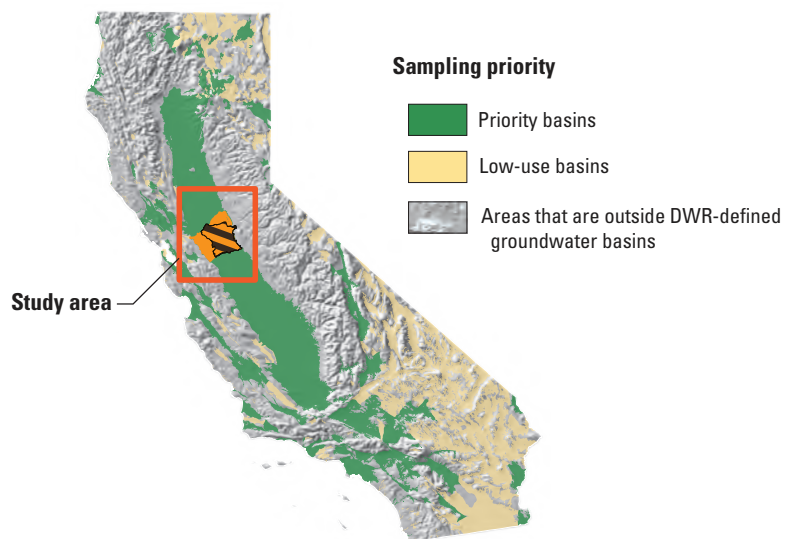 Sampling priority
Priority basins
Low-use basins
Areas that are outside DWR-defined
groundwater basins
Study area